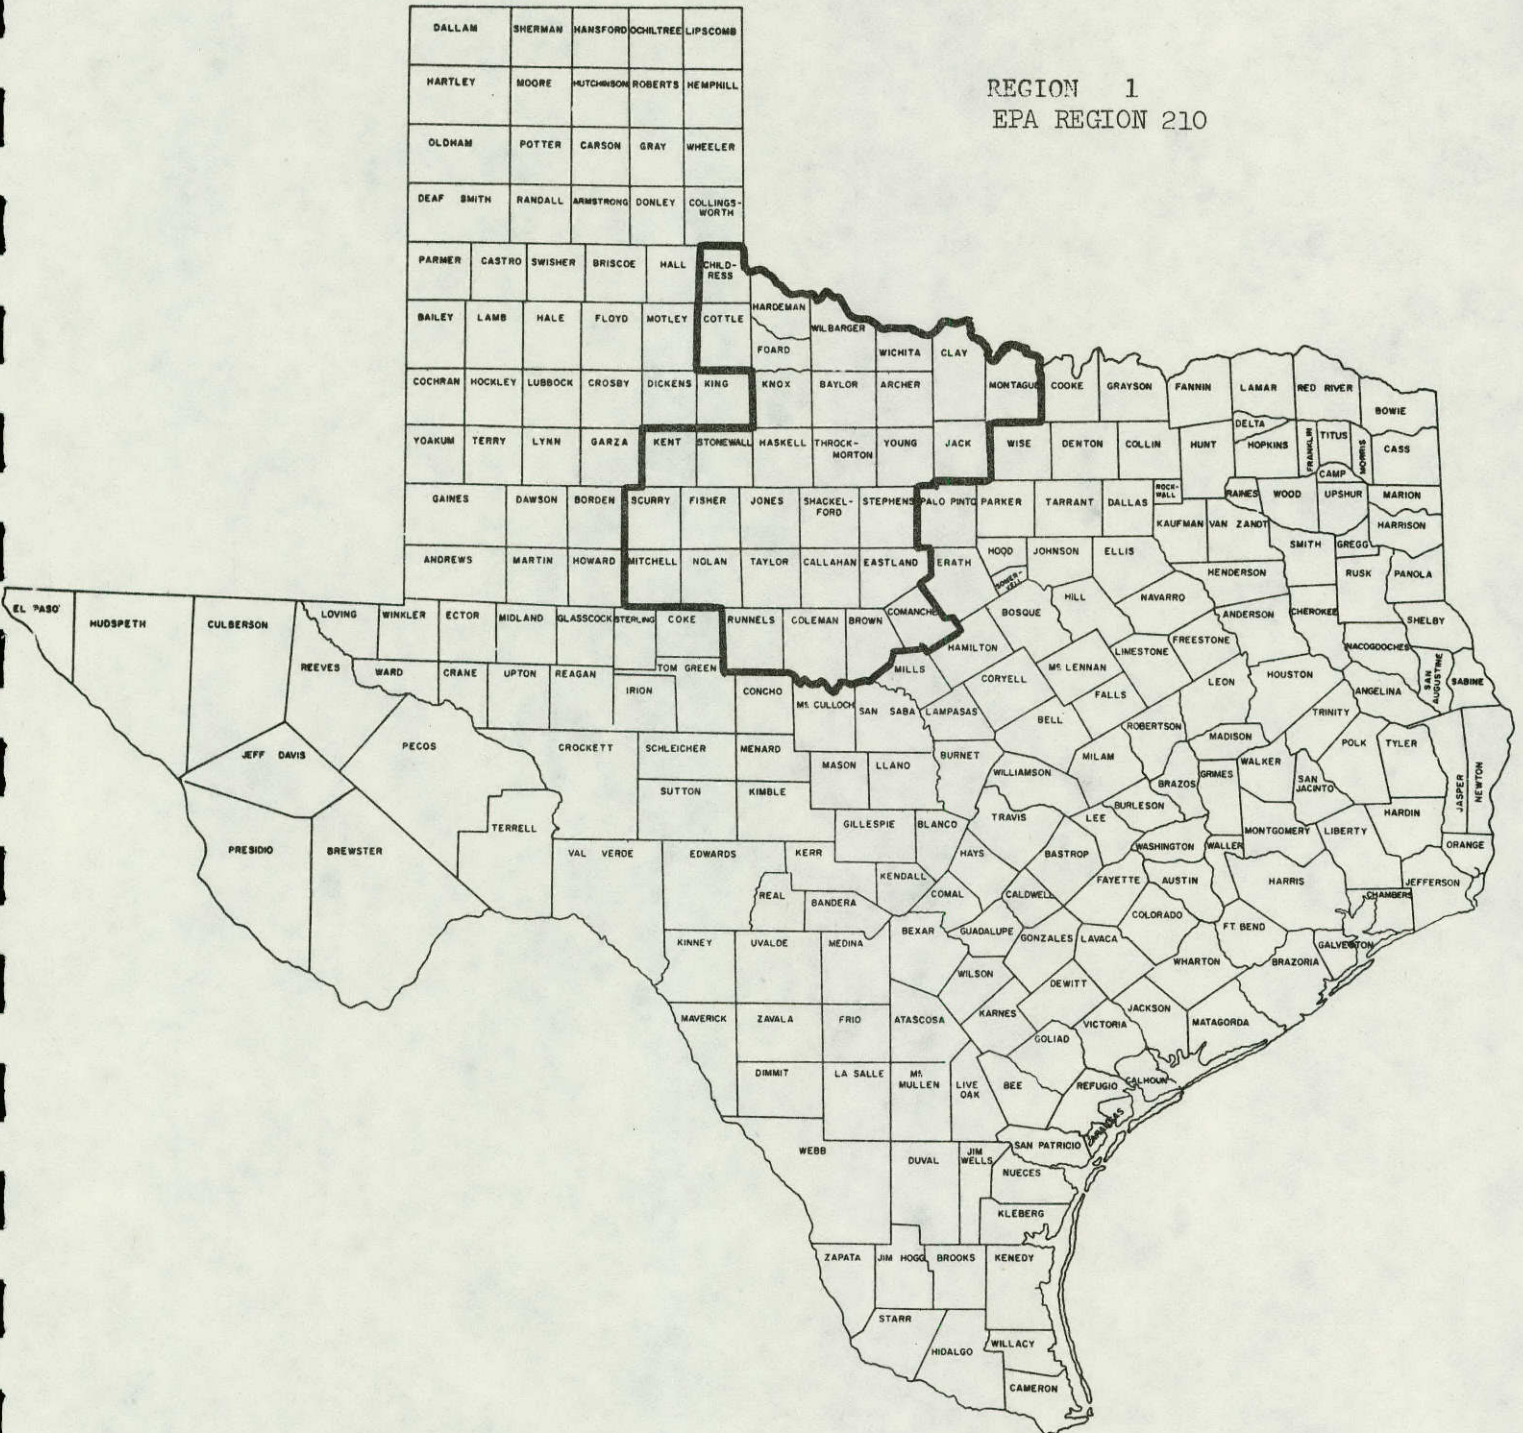 REGION 1
EPA REGION 210
DALLAM SHERMAN HANSFORD OCHILTREE LIPSCOMB
HARTLEY MOORE HUTCHINSON ROBERTS HEMPHILL
OLDHAM POTTER CARSON GRAY WHEELER
DEAF SMITH RANDALL ARMSTRONG DONLEY COLLINGS-
WORTH
PARMER CASTRO SWISHER BRISCOE HALL CHILD-
RESS
HARDEMAN
BAILEY LAMB HALE FLOYD MOTLEY COTTLE WILBARGER
FOARD WICHITA CLAY
COCHRAN HOCKLEY LUBBOCK CROSBY DICKENS KING KNOX BAYLOR ARCHER MONTAGUE COOKE GRAYSON FANNIN LAMAR RED RIVER
BOWIE
DELTA
YOAKUM TERRY LYNN GARZA KENT STONEWALL HASKELL THROCK-
MORTON YOUNG JACK WISE DENTON COLLIN HUNT HOPKINS FRANKLIN TITUS MORRIS CASS
CAMP
GAINES DAWSON BORDEN SCURRY FISHER JONES SHACKEL-
FORD STEPHENS PALO PINTO PARKER TARRANT DALLAS ROCK-
WALL RAINES WOOD UPSHUR MARION
KAUFMAN VAN ZANDT HARRISON
ANDREWS MARTIN HOWARD MITCHELL NOLAN TAYLOR CALLAHAN EASTLAND ERATH HOOD JOHNSON ELLIS SMITH GREGG
SOMER-
VELL HENDERSON RUSK PANOLA
EL PASO HUDSPETH CULBERSON LOVING WINKLER ECTOR MIDLAND GLASSCOCK STERLING COKE RUNNELS COLEMAN BROWN COMANCHE BOSQUE HILL NAVARRO ANDERSON CHEROKEE SHELBY
HAMILTON FREESTONE NACOGDOCHES
REEVES WARD CRANE UPTON REAGAN TOM GREEN MILLS Mc LENNAN LIMESTONE
IRION CONCHO CORYELL FALLS LEON HOUSTON ANGELINA SAN
AUGUSTINE SABINE
Mc CULLOCH SAN SABA LAMPASAS BELL ROBERTSON TRINITY
JEFF DAVIS PECOS CROCKETT SCHLEICHER MENARD BURNET MILAM MADISON POLK TYLER
MASON LLANO WILLIAMSON BRAZOS GRIMES WALKER SAN
JACINTO JASPER NEWTON
SUTTON KIMBLE BURLESON
TERRELL GILLESPIE BLANCO TRAVIS LEE MONTGOMERY LIBERTY HARDIN
PRESIDIO BREWSTER VAL VERDE EDWARDS KERR HAYS BASTROP WASHINGTON WALLER ORANGE
REAL BANDERA KENDALL COMAL CALDWELL FAYETTE AUSTIN HARRIS CHAMBERS JEFFERSON
KINNEY UVALDE MEDINA BEXAR GUADALUPE GONZALES LAVACA COLORADO FT. BEND GALVESTON
WILSON DEWITT WHARTON BRAZORIA
MAVERICK ZAVALA FRIO ATASCOSA KARNES VICTORIA JACKSON MATAGORDA
GOLIAD
DIMMIT LA SALLE Mc
MULLEN LIVE
OAK BEE REFUGIO CALHOUN
ARANSAS
WEBB DUVAL JIM
WELLS SAN PATRICIO
NUECES
KLEBERG
ZAPATA JIM HOGG BROOKS KENEDY
STARR HIDALGO WILLACY
CAMERON